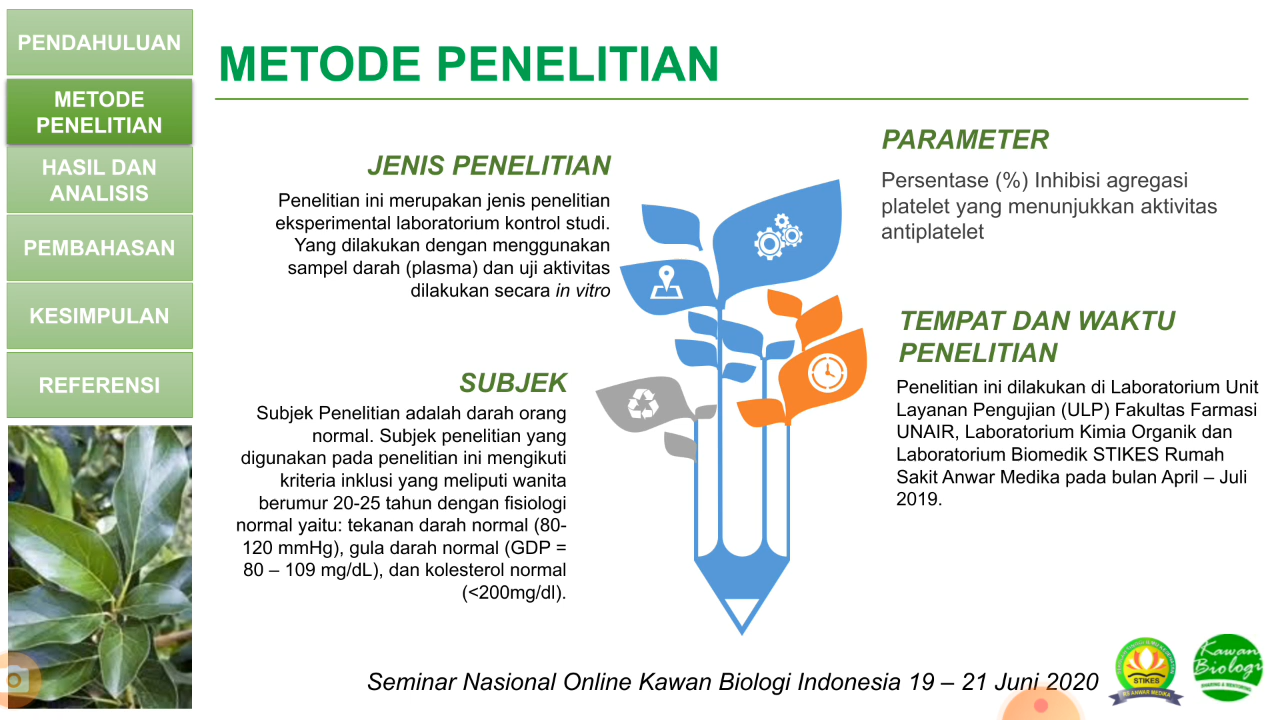 PENDAHULUAN
METODE
PENELITIAN
HASIL DAN
ANALISIS
PEMBAHASAN
KESIMPULAN
REFERENSI
METODE PENELITIAN
JENIS PENELITIAN
Penelitian ini merupakan jenis penelitian
eksperimental laboratorium kontrol studi.
Yang dilakukan dengan menggunakan
sampel darah (plasma) dan uji aktivitas
dilakukan secara in vitro
SUBJEK
Subjek Penelitian adalah darah orang
normal. Subjek penelitian yang
digunakan pada penelitian ini mengikuti
kriteria inklusi yang meliputi wanita
berumur 20-25 tahun dengan fisiologi
normal yaitu: tekanan darah normal (80-
120 mmHg), gula darah normal (GDP =
80 – 109 mg/dL), dan kolesterol normal
(<200mg/dl).
PARAMETER
Persentase (%) Inhibisi agregasi
platelet yang menunjukkan aktivitas
antiplatelet
TEMPAT DAN WAKTU
PENELITIAN
Penelitian ini dilakukan di Laboratorium Unit
Layanan Pengujian (ULP) Fakultas Farmasi
UNAIR, Laboratorium Kimia Organik dan
Laboratorium Biomedik STIKES Rumah
Sakit Anwar Medika pada bulan April – Juli
2019.
Seminar Nasional Online Kawan Biologi Indonesia 19 – 21 Juni 2020
STIKES
RS ANWAR MEDIKA
Kawan
Biologi